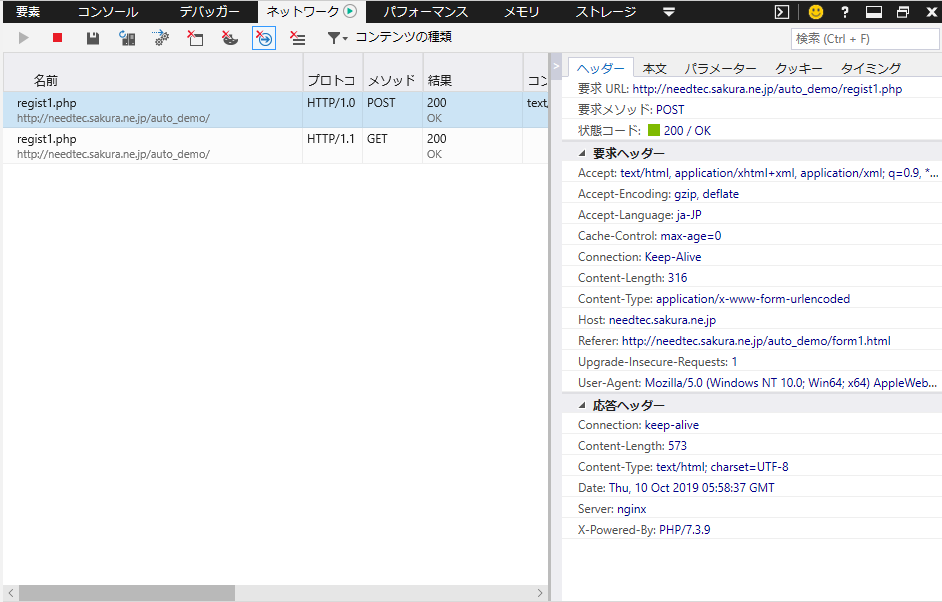 要素 コンソール デバッガー ネットワーク パフォーマンス メモリ ストレージ
コンテンツの種類
検索 (Ctrl + F)
名前 プロトコ メソッド 結果 コン
regist1.php HTTP/1.0 POST 200 text,
http://needtec.sakura.ne.jp/auto_demo/ OK
regist1.php HTTP/1.1 GET 200
http://needtec.sakura.ne.jp/auto_demo/ OK
ヘッダー 本文 パラメーター クッキー タイミング
要求 URL: http://needtec.sakura.ne.jp/auto_demo/regist1.php
要求メソッド: POST
状態コード: 200 / OK
要求ヘッダー
Accept: text/html, application/xhtml+xml, application/xml; q=0.9, *...
Accept-Encoding: gzip, deflate
Accept-Language: ja-JP
Cache-Control: max-age=0
Connection: Keep-Alive
Content-Length: 316
Content-Type: application/x-www-form-urlencoded
Host: needtec.sakura.ne.jp
Referer: http://needtec.sakura.ne.jp/auto_demo/form1.html
Upgrade-Insecure-Requests: 1
User-Agent: Mozilla/5.0 (Windows NT 10.0; Win64; x64) AppleWeb...
応答ヘッダー
Connection: keep-alive
Content-Length: 573
Content-Type: text/html; charset=UTF-8
Date: Thu, 10 Oct 2019 05:58:37 GMT
Server: nginx
X-Powered-By: PHP/7.3.9